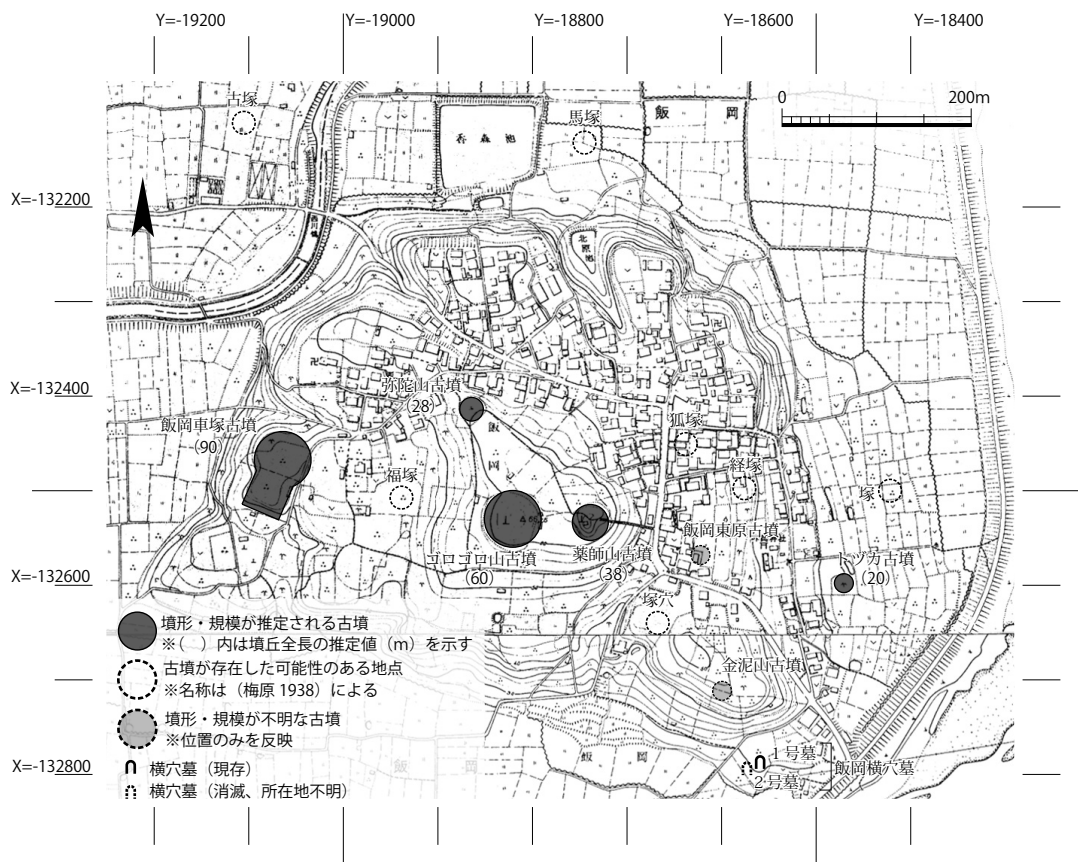 Y=-19200
Y=-19000
Y=-18800
Y=-18600
Y=-18400
0
200m
古塚
馬塚
飯岡
X=-132200
X=-132400
弥陀山古墳
(28)
飯岡車塚古墳
(90)
福塚
飯岡
狐塚
経塚
塚
ゴロゴロ山古墳
(60)
薬師山古墳
(38)
飯岡東原古墳
トヅカ古墳
(20)
X=-132600
塚穴
金泥山古墳
墳形・規模が推定される古墳
※( )内は墳丘全長の推定値(m)を示す
古墳が存在した可能性のある地点
※名称は(梅原 1938)による
墳形・規模が不明な古墳
※位置のみを反映
横穴墓(現存)
横穴墓(消滅、所在地不明)
X=-132800
飯岡
1号墓
2号墓
飯岡横穴墓